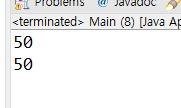 Problems @ Javadoc
<terminated> Main (8) [Java Ap
50
50